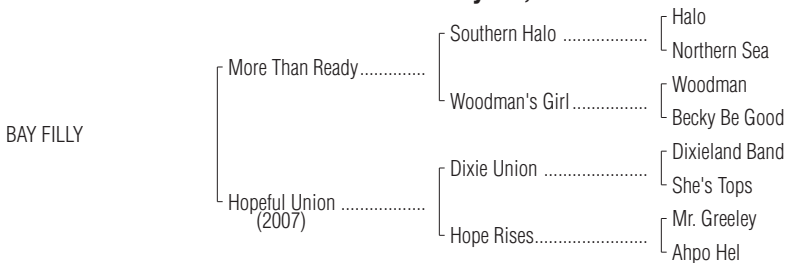 Halo
Southern Halo ..................
Northern Sea
More Than Ready..............
Woodman
Woodman's Girl................
Becky Be Good
BAY FILLY
Dixieland Band
Dixie Union ......................
She's Tops
Hopeful Union ..................
(2007)
Mr. Greeley
Hope Rises........................
Ahpo Hel